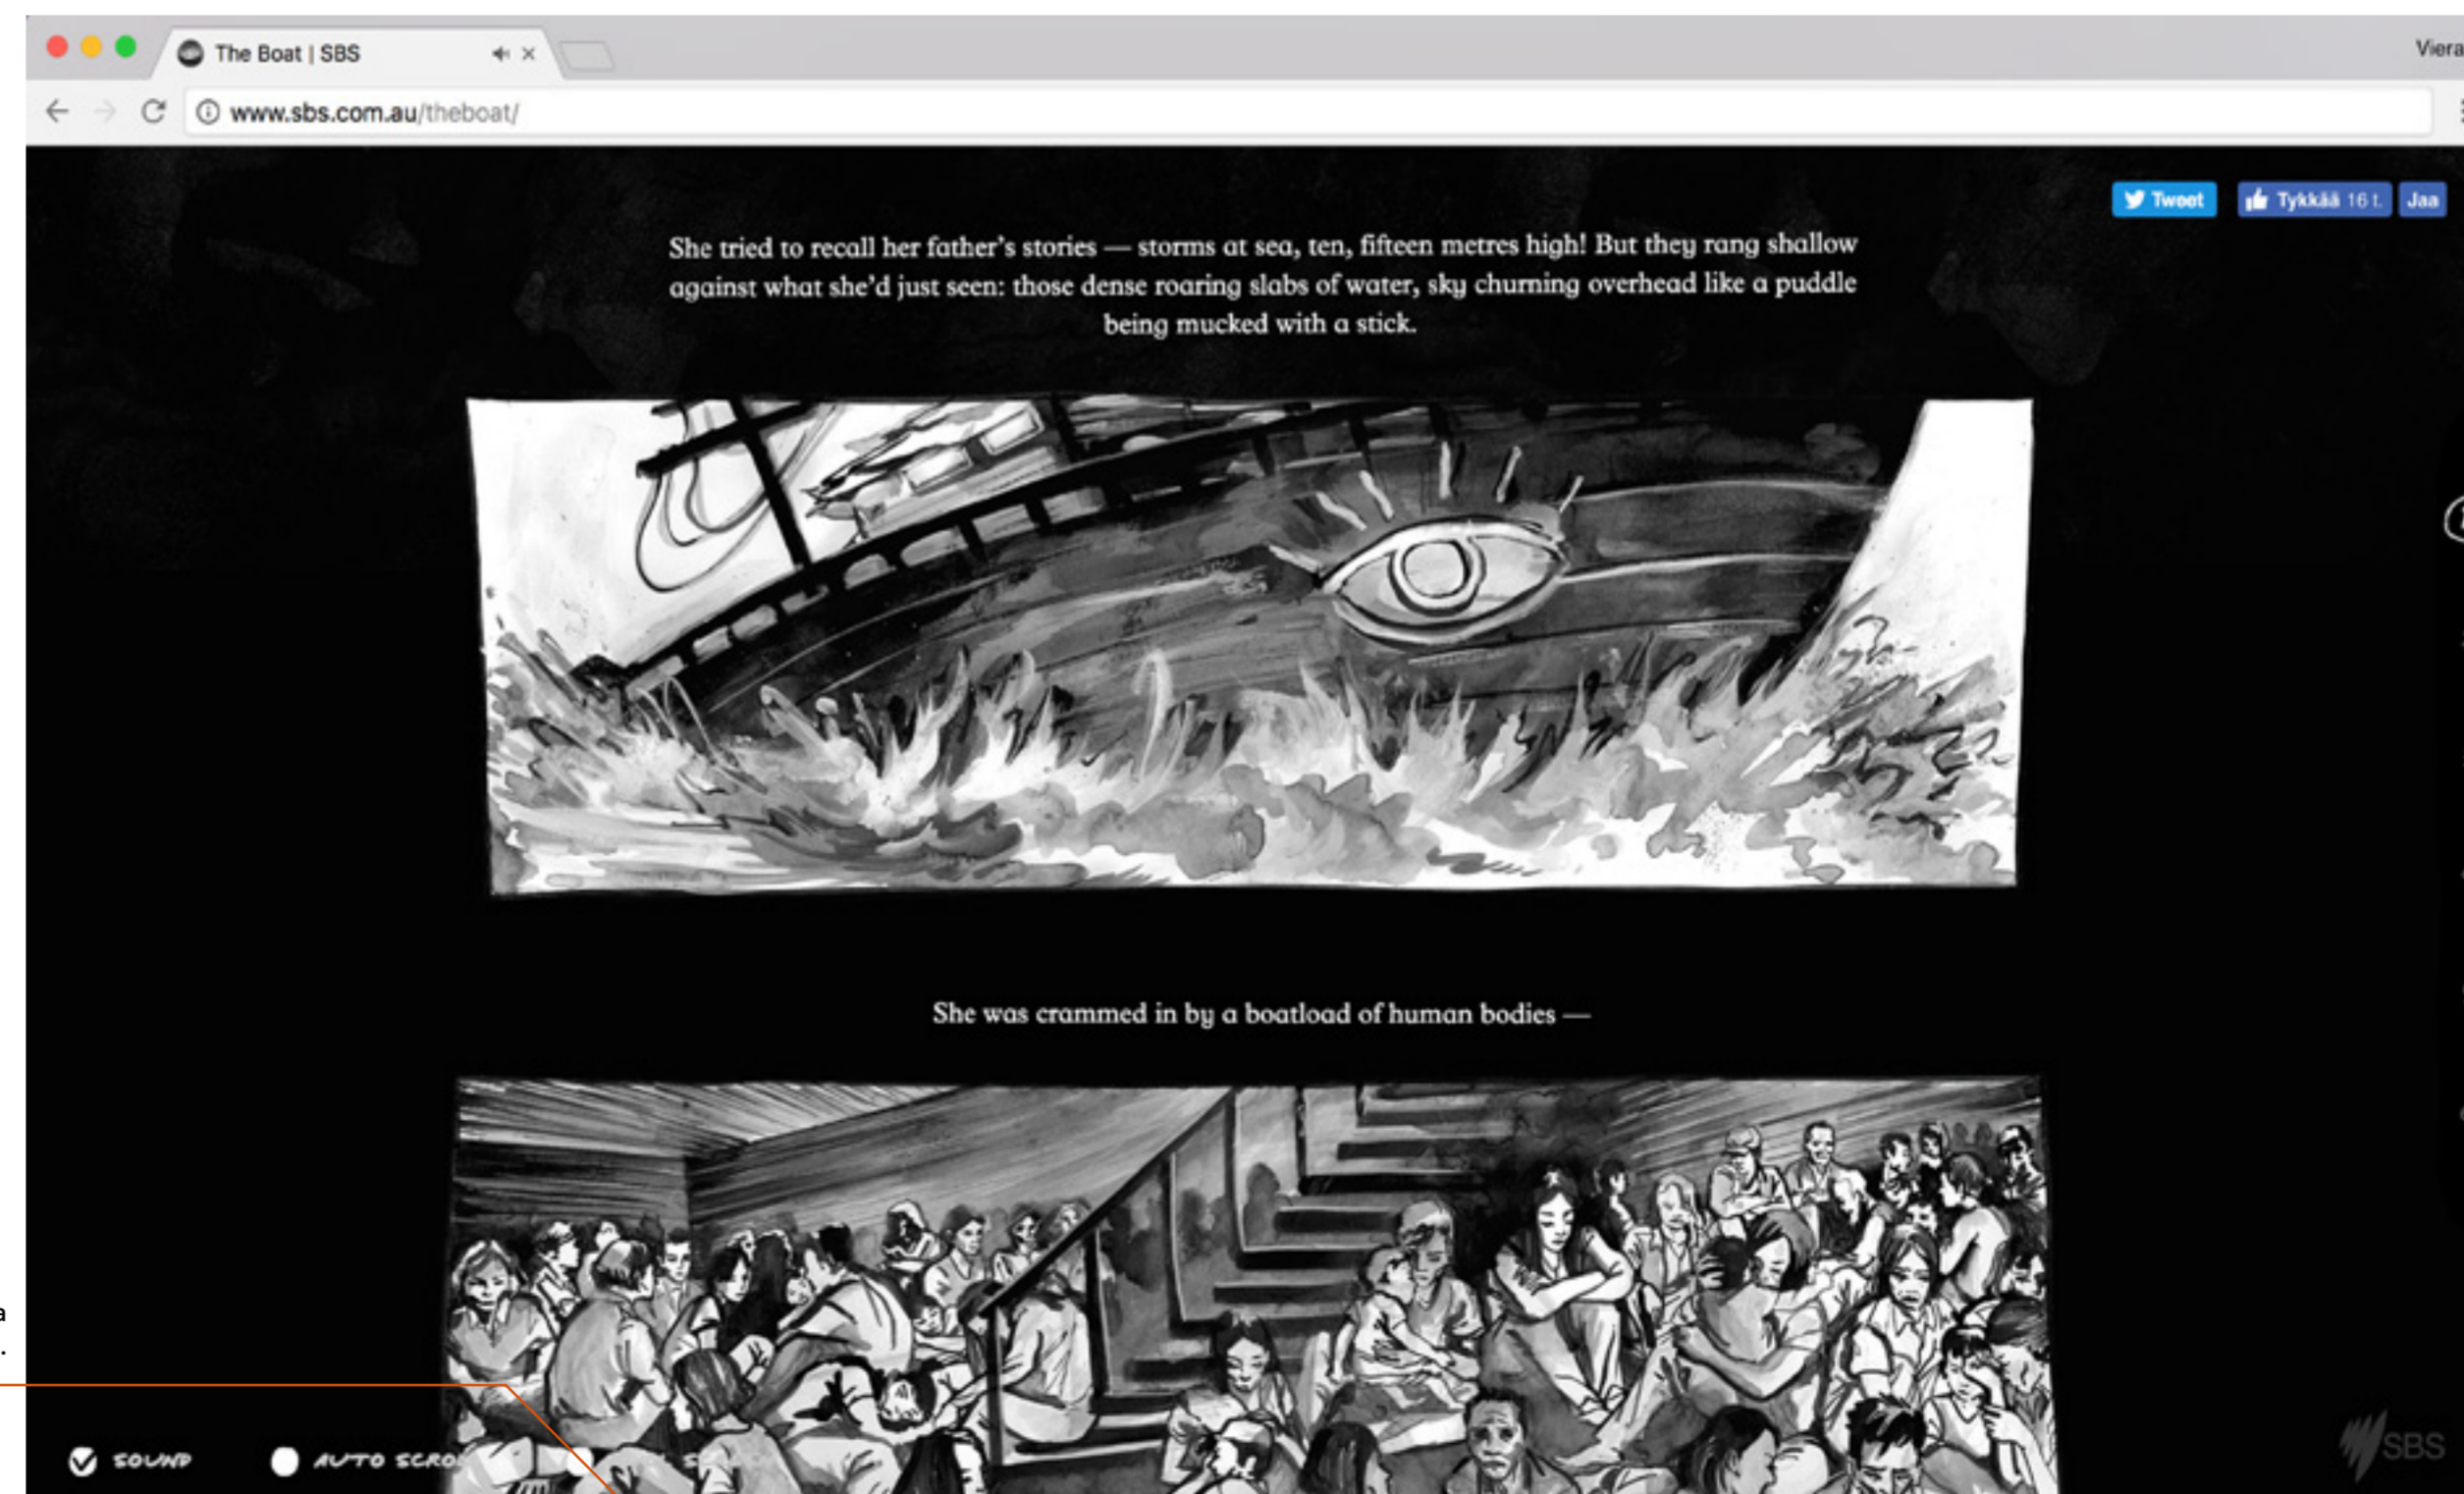 The Boat | SBS
Viera
www.sbs.com.au/theboat/
Tweet
Tykkää 16 t.
Jaa
She tried to recall her father’s stories — storms at sea, ten, fifteen metres high! But they rang shallow
against what she’d just seen: those dense roaring slabs of water, sky churning overhead like a puddle
being mucked with a stick.
She was crammed in by a boatload of human bodies —
a
.
SOUND
AUTO SCRO
SBS